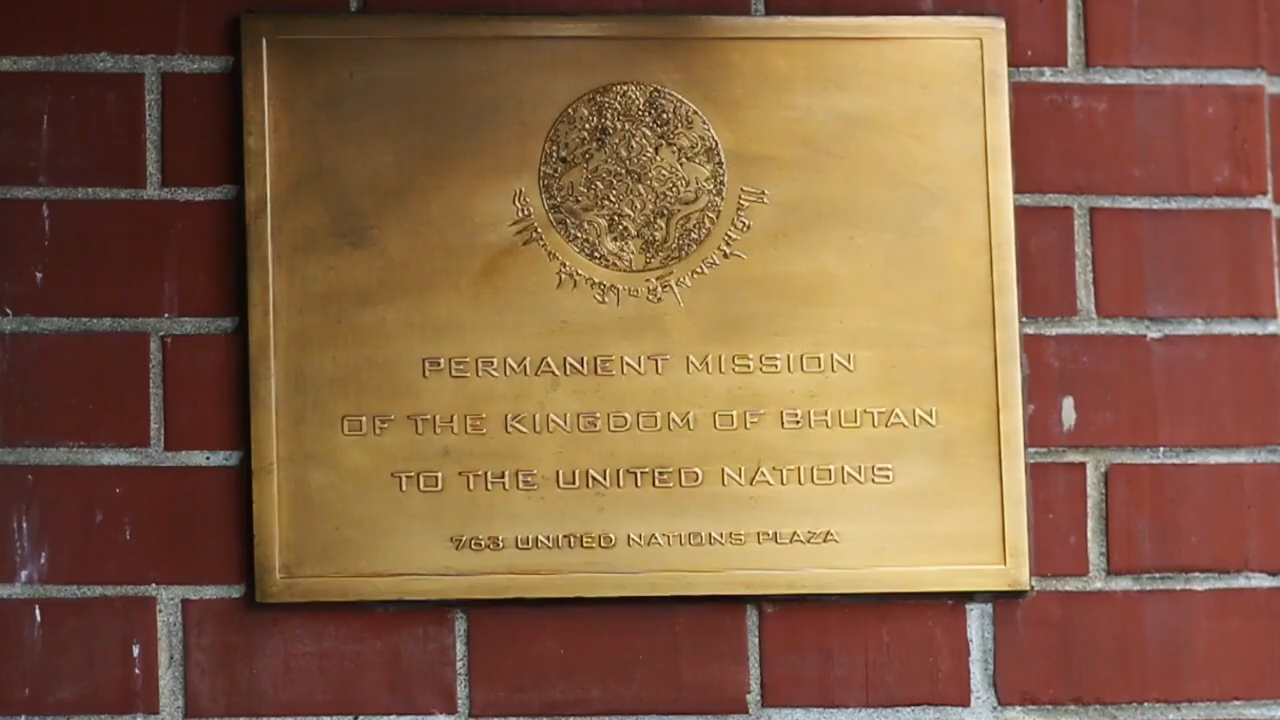 PERMANENT MISSION
OF THE KINGDOM OF BHUTAN
TO THE UNITED NATIONS
763 UNITED NATIONS PLAZA